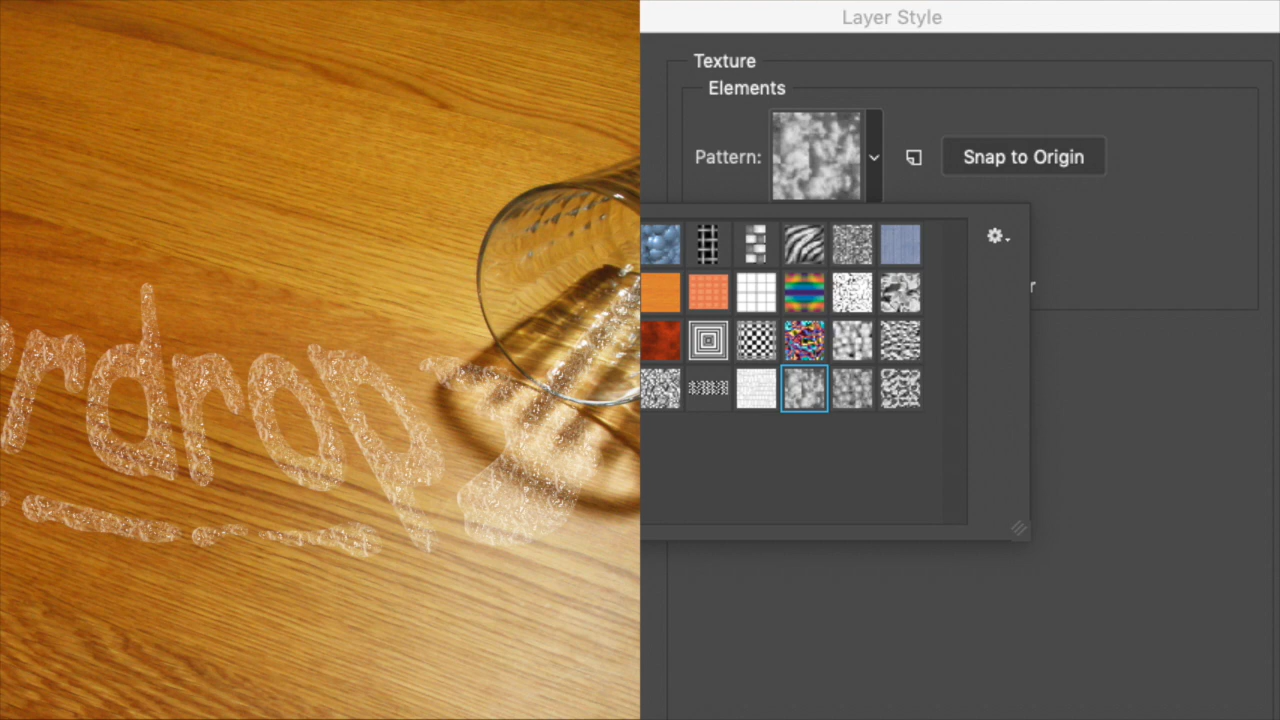 rdrop
Layer Style
Texture
Elements
Pattern:
Snap to Origin
r